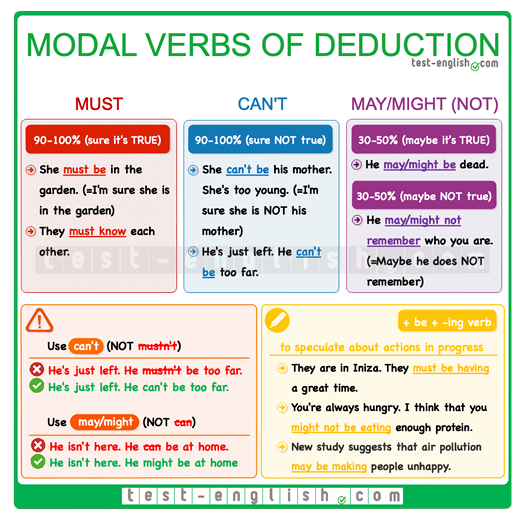 MODAL VERBS OF DEDUCTION
test-english.com
MUST
90-100% (sure it's TRUE)
She must be in the
garden. (=I'm sure she is
in the garden)
They must know each
other.
CAN'T
90-100% (sure NOT true)
She can't be his mother.
She's too young. (=I'm
sure she is NOT his
mother)
He's just left. He can't
be too far.
MAY/MIGHT (NOT)
30-50% (maybe it's TRUE)
He may/might be dead.
30-50% (maybe NOT true)
He may/might not
remember who you are.
(=Maybe he does NOT
remember)
test-english.com
Use can't (NOT mustn't)
He's just left. He mustn't be too far.
He's just left. He can't be too far.
Use may/might (NOT can)
He isn't here. He can be at home.
He isn't here. He might be at home
+ be + -ing verb
to speculate about actions in progress
They are in Iniza. They must be having
a great time.
You're always hungry. I think that you
might not be eating enough protein.
New study suggests that air pollution
may be making people unhappy.
test-english.com